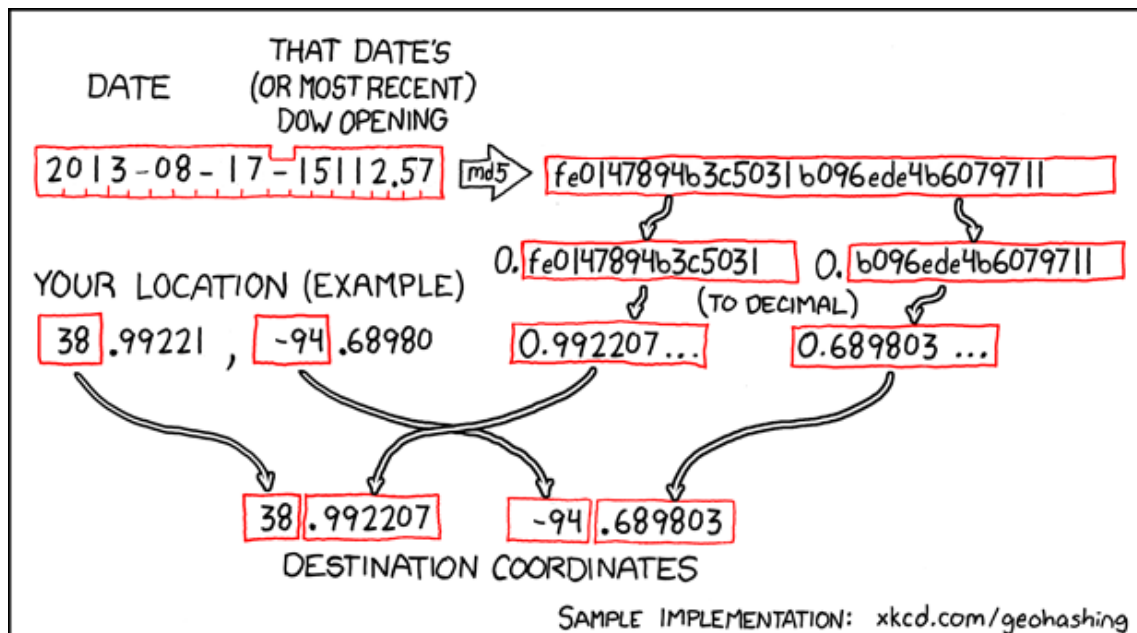 DATE
THAT DATE'S
(OR MOST RECENT)
DOW OPENING
2013-08-17-15112.57
md5
fe0147894b3c5031b096ede4b6079711
0.fe0147894b3c5031
0.b096ede4b6079711
YOUR LOCATION (EXAMPLE)
(TO DECIMAL)
38.99221, -94.68980
0.992207...
0.689803 ...
38.992207
-94.689803
DESTINATION COORDINATES
SAMPLE IMPLEMENTATION: xkcd.com/geohashing